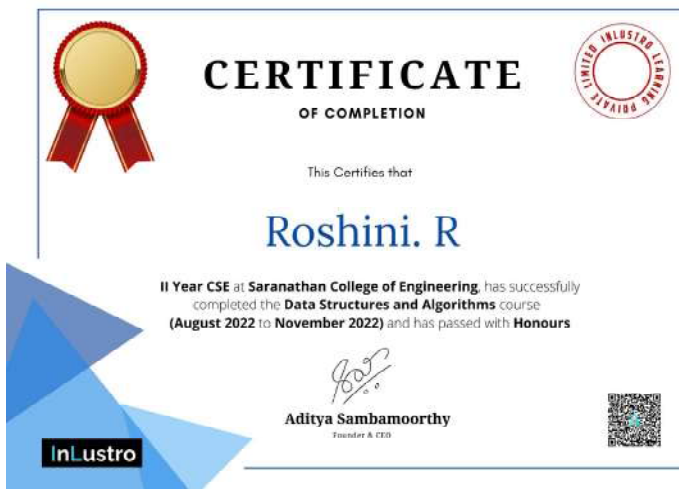 CERTIFICATE
OF COMPLETION
INLUSTRO LEARNING PRIVATE LIMITED
This Certifies that
Roshini. R
II Year CSE at Saranathan College of Engineering, has successfully
completed the Data Structures and Algorithms course
(August 2022 to November 2022) and has passed with Honours
Aditya Sambamoorthy
Founder & CEO
InLustro